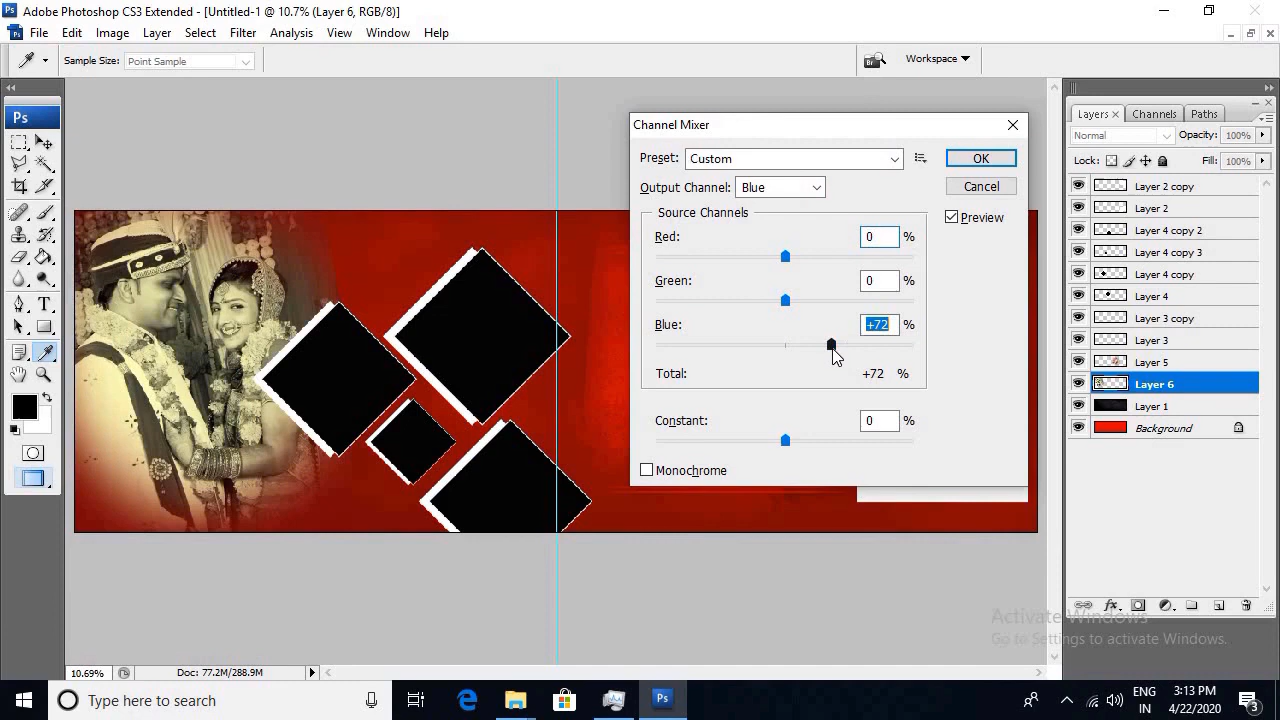 Adobe Photoshop CS3 Extended - [Untitled-1 @ 10.7% (Layer 6, RGB/8)]
Ps File Edit Image Layer Select Filter Analysis View Window Help
Sample Size: Point Sample Br Workspace
Ps
Channel Mixer
Preset: Custom OK
Output Channel: Blue Cancel
Source Channels Preview
Red: 0 %
Green: 0 %
Blue: +72 %
Total: +72 %
Constant: 0 %
Monochrome
Layers Channels Paths
Normal Opacity: 100%
Lock: Fill: 100%
Layer 2 copy
Layer 2
Layer 4 copy 2
Layer 4 copy 3
Layer 4 copy
Layer 4
Layer 3 copy
Layer 3
Layer 5
Layer 6
Layer 1
Background
Activate Windows
Go to Settings to activate Windows.
10.69% Doc: 77.2M/288.9M
Type here to search Ps ENG IN 3:13 PM 4/22/2020 3